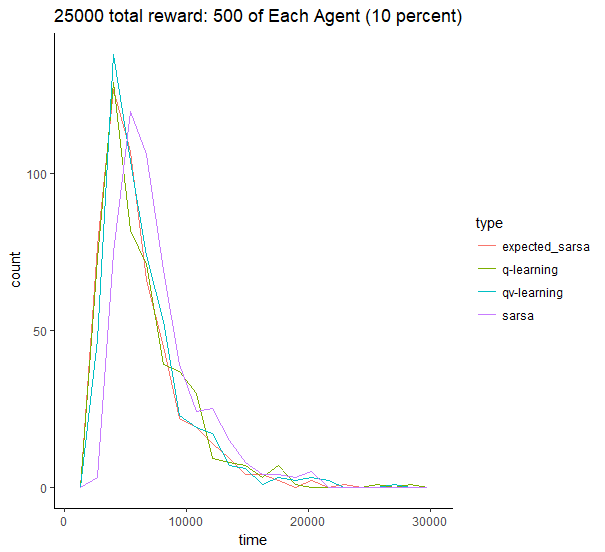 25000 total reward: 500 of Each Agent (10 percent)
100
50
0
count
0 10000 20000 30000
time
type
expected_sarsa
q-learning
qv-learning
sarsa